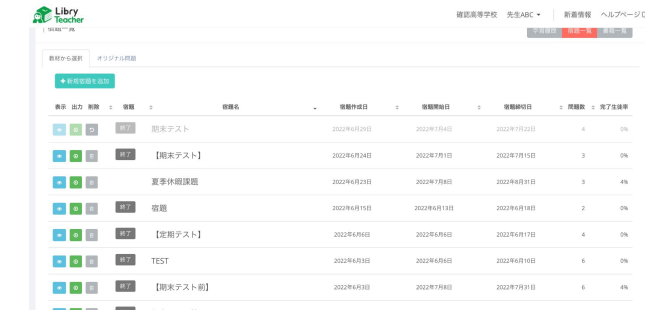 Libry
Teacher
確認高等学校 先生ABC 新着情報 ヘルプページ
宿題一覧
学習履歴 宿題一覧 書籍一覧
教材から選択 オリジナル問題
+新規宿題を追加
表示 出力 削除 宿題 宿題名 宿題作成日 宿題開始日 宿題締切日 問題数 完了生徒率
終了 期末テスト 2022年6月29日 2022年7月4日 2022年7月22日 4 0%
終了 【期末テスト】 2022年6月24日 2022年7月1日 2022年7月15日 3 0%
夏季休暇課題 2022年6月23日 2022年7月8日 2022年8月31日 3 4%
終了 宿題 2022年6月15日 2022年6月13日 2022年6月18日 2 0%
終了 【定期テスト】 2022年6月6日 2022年6月6日 2022年6月17日 4 0%
終了 TEST 2022年6月3日 2022年6月6日 2022年6月10日 6 0%
終了 【期末テスト前】 2022年6月3日 2022年7月8日 2022年7月31日 6 4%